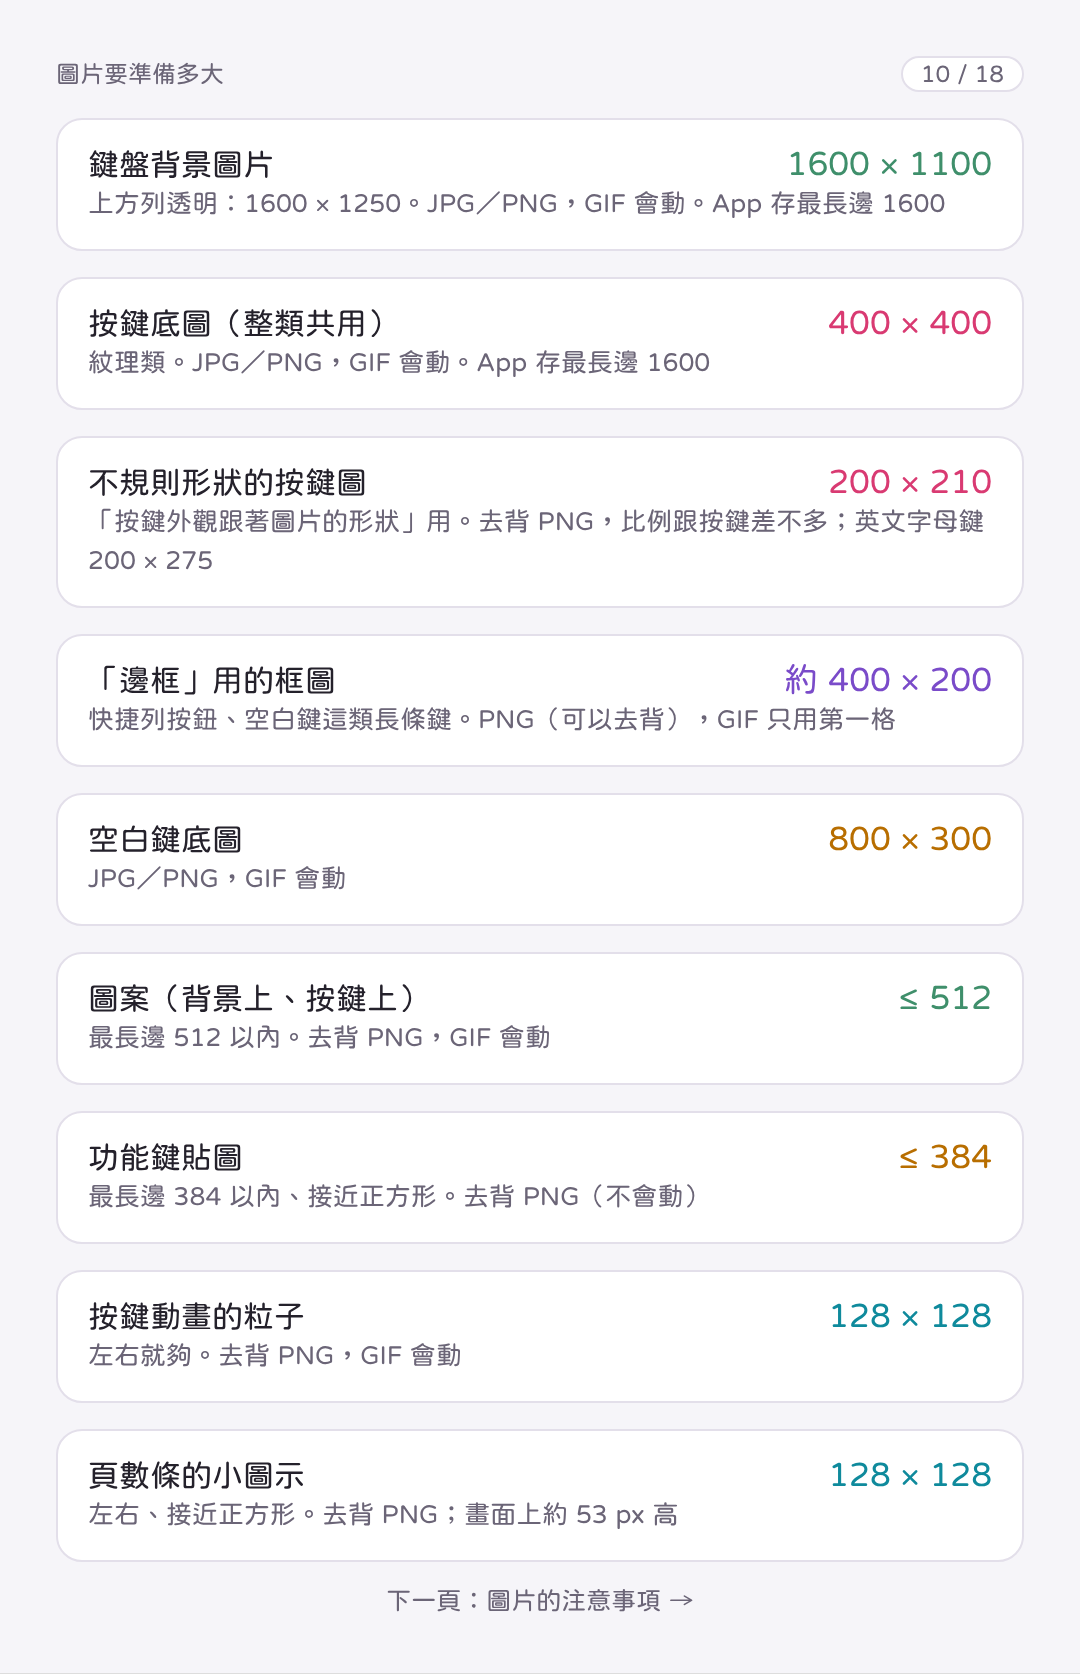 圖片要準備多大
10 / 18
鍵盤背景圖片
1600 × 1100
上方列透明：1600 × 1250。JPG／PNG，GIF 會動。App 存最長邊 1600
按鍵底圖（整類共用）
400 × 400
紋理類。JPG／PNG，GIF 會動。App 存最長邊 1600
不規則形狀的按鍵圖
200 × 210
「按鍵外觀跟著圖片的形狀」用。去背 PNG，比例跟按鍵差不多；英文字母鍵
200 × 275
「邊框」用的框圖
約 400 × 200
快捷列按鈕、空白鍵這類長條鍵。PNG（可以去背），GIF 只用第一格
空白鍵底圖
800 × 300
JPG／PNG，GIF 會動
圖案（背景上、按鍵上）
≤ 512
最長邊 512 以內。去背 PNG，GIF 會動
功能鍵貼圖
≤ 384
最長邊 384 以內、接近正方形。去背 PNG（不會動）
按鍵動畫的粒子
128 × 128
左右就夠。去背 PNG，GIF 會動
頁數條的小圖示
128 × 128
左右、接近正方形。去背 PNG；畫面上約 53 px 高
下一頁：圖片的注意事項 →